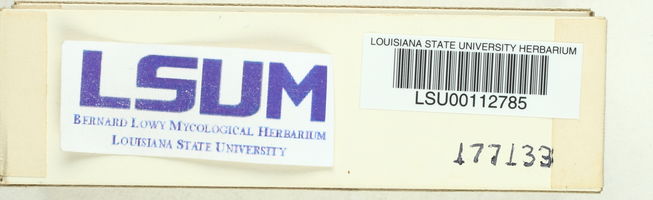 LSUM
BERNARD LOWY MYCOLOGICAL HERBARIUM
LOUISIANA STATE UNIVERSITY
LOUISIANA STATE UNIVERSITY HERBARIUM
LSU00112785
177133